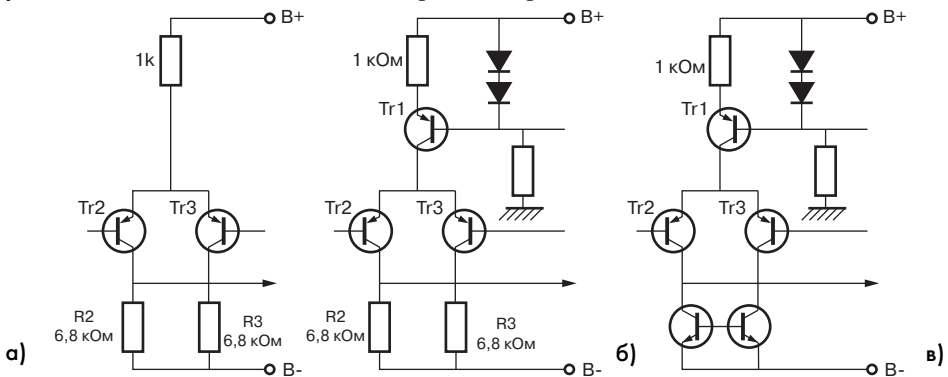 B+
1k
Tr2
Tr3
R2
6,8 кОм
R3
6,8 кОм
B-
а)
B+
1 кОм
Tr1
Tr2
Tr3
R2
6,8 кОм
R3
6,8 кОм
B-
б)
B+
1 кОм
Tr1
Tr2
Tr3
B-
в)